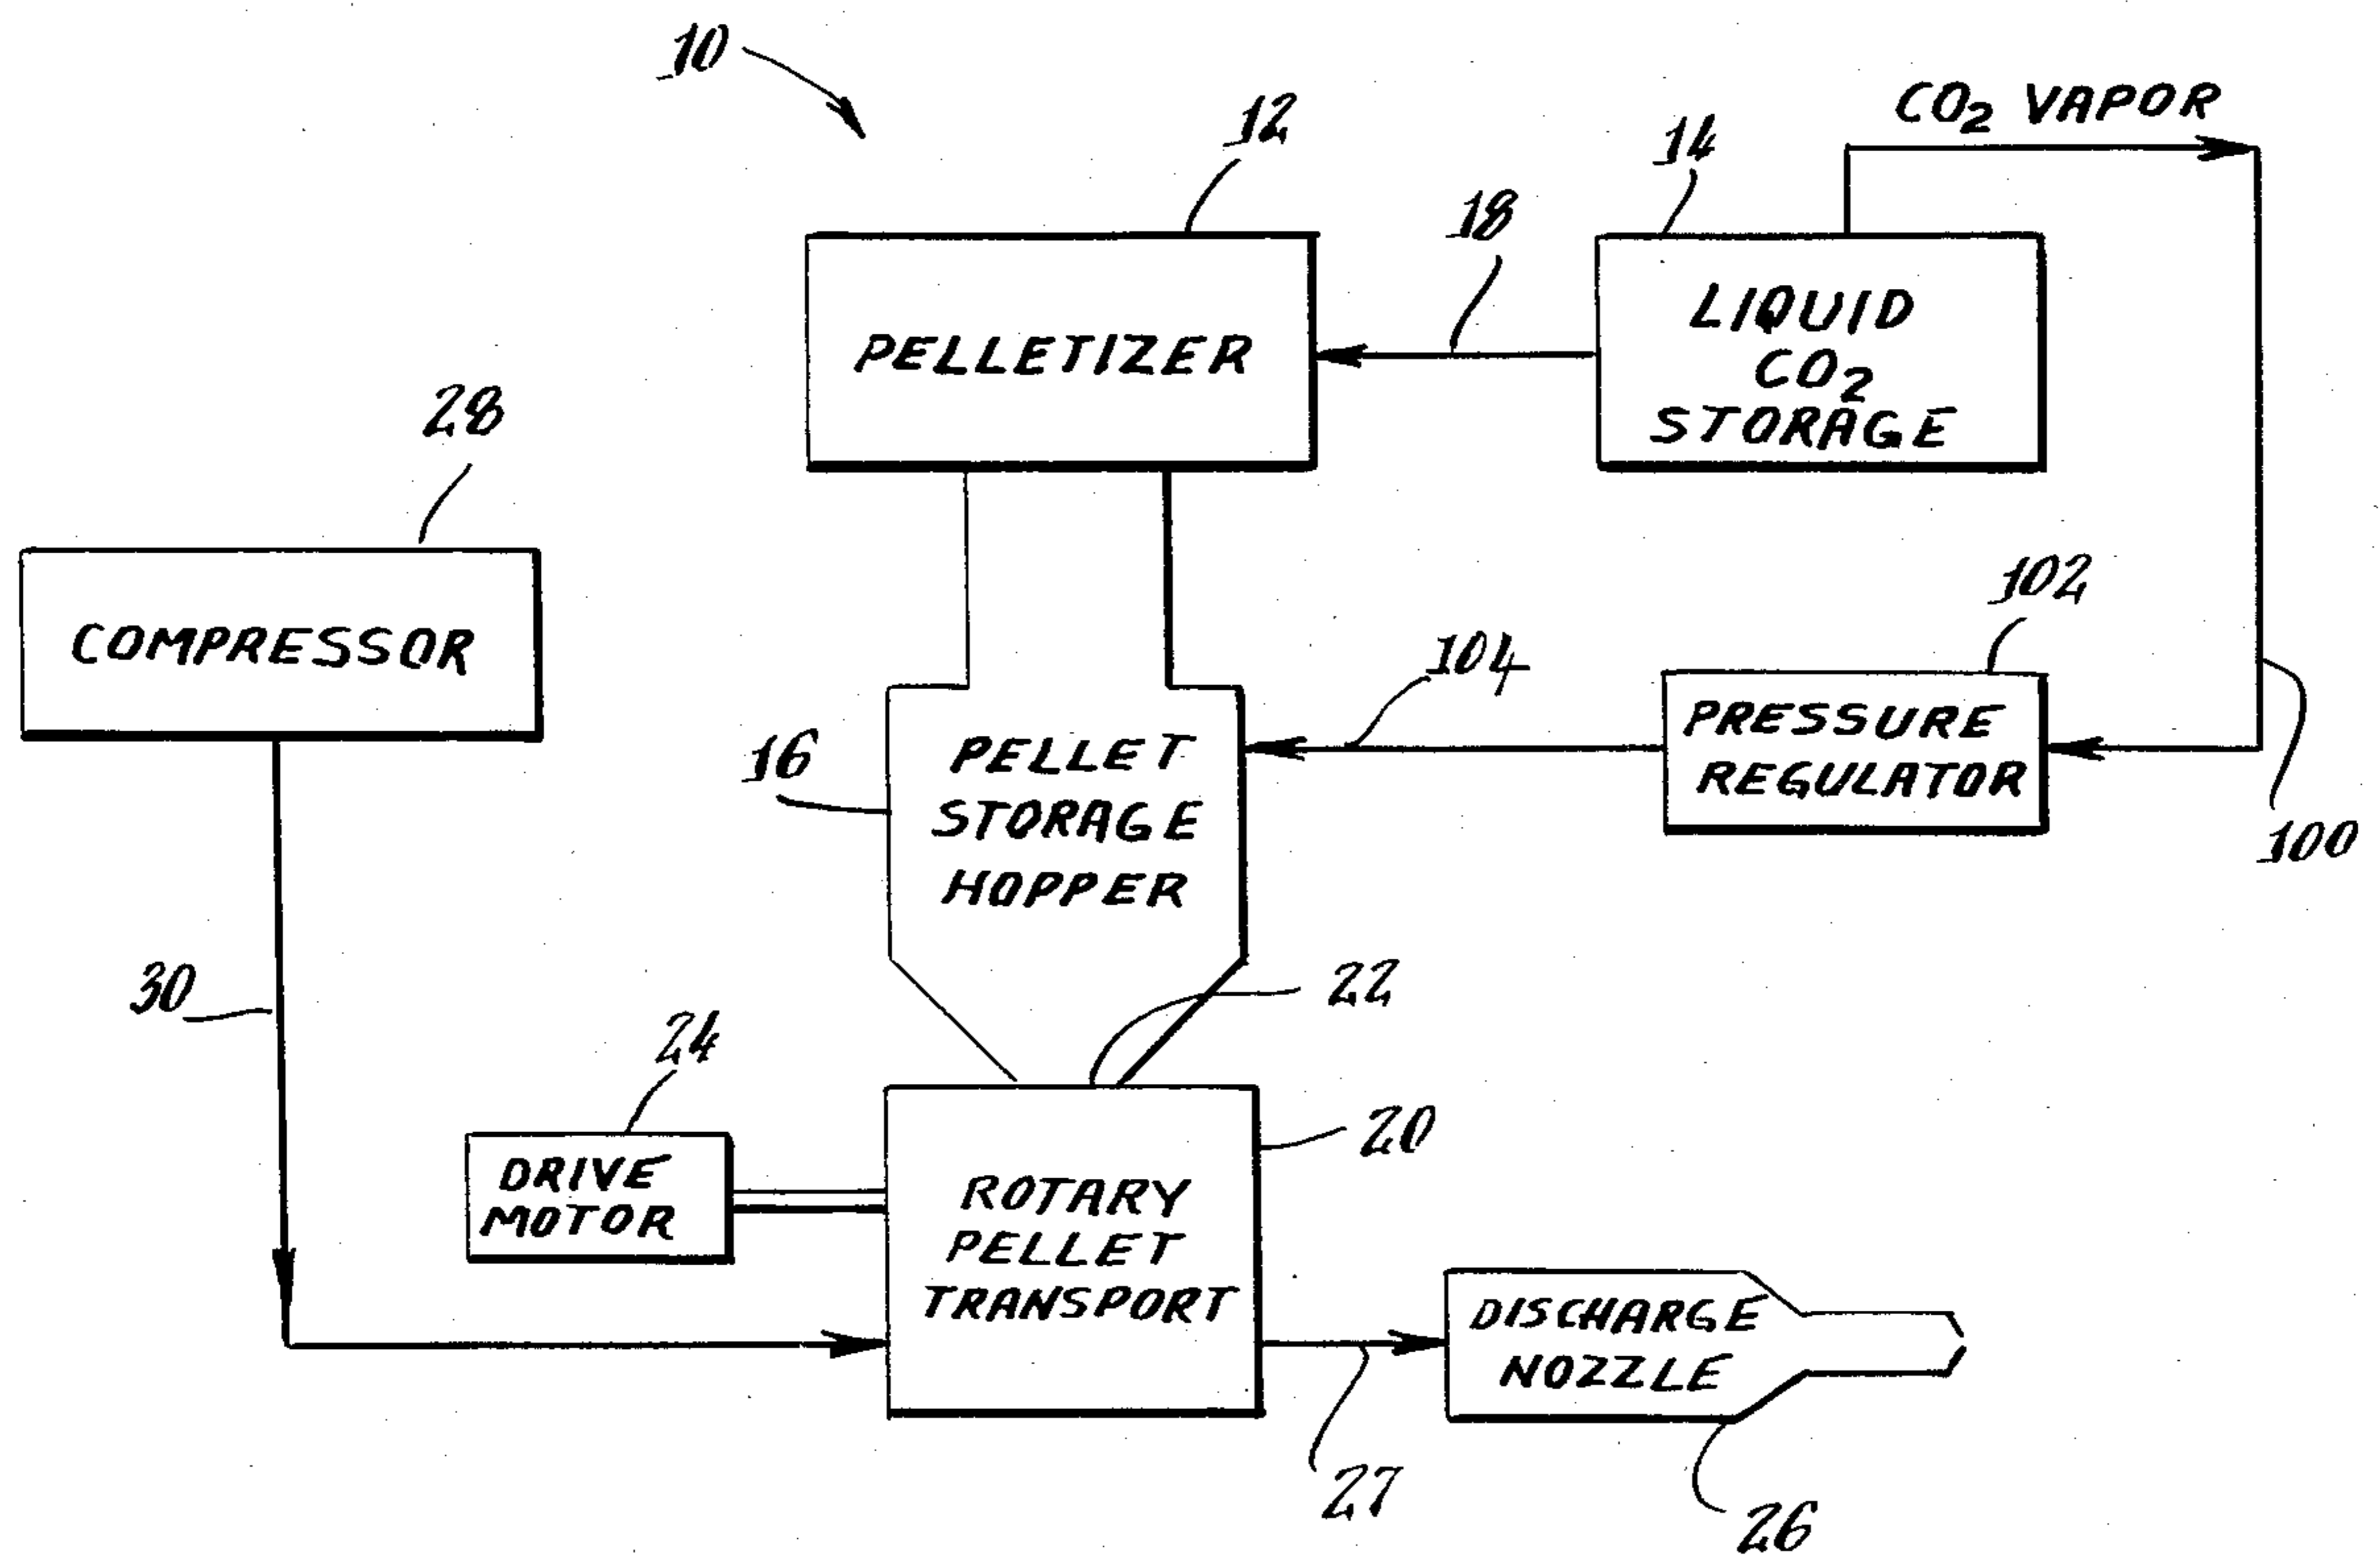 10
12
14
CO2 VAPOR
18
PELLETIZER
LIQUID
CO2
STORAGE
28
COMPRESSOR
102
104
PRESSURE
REGULATOR
100
16
PELLET
STORAGE
HOPPER
30
22
24
20
DRIVE
MOTOR
ROTARY
PELLET
TRANSPORT
DISCHARGE
NOZZLE
27
26